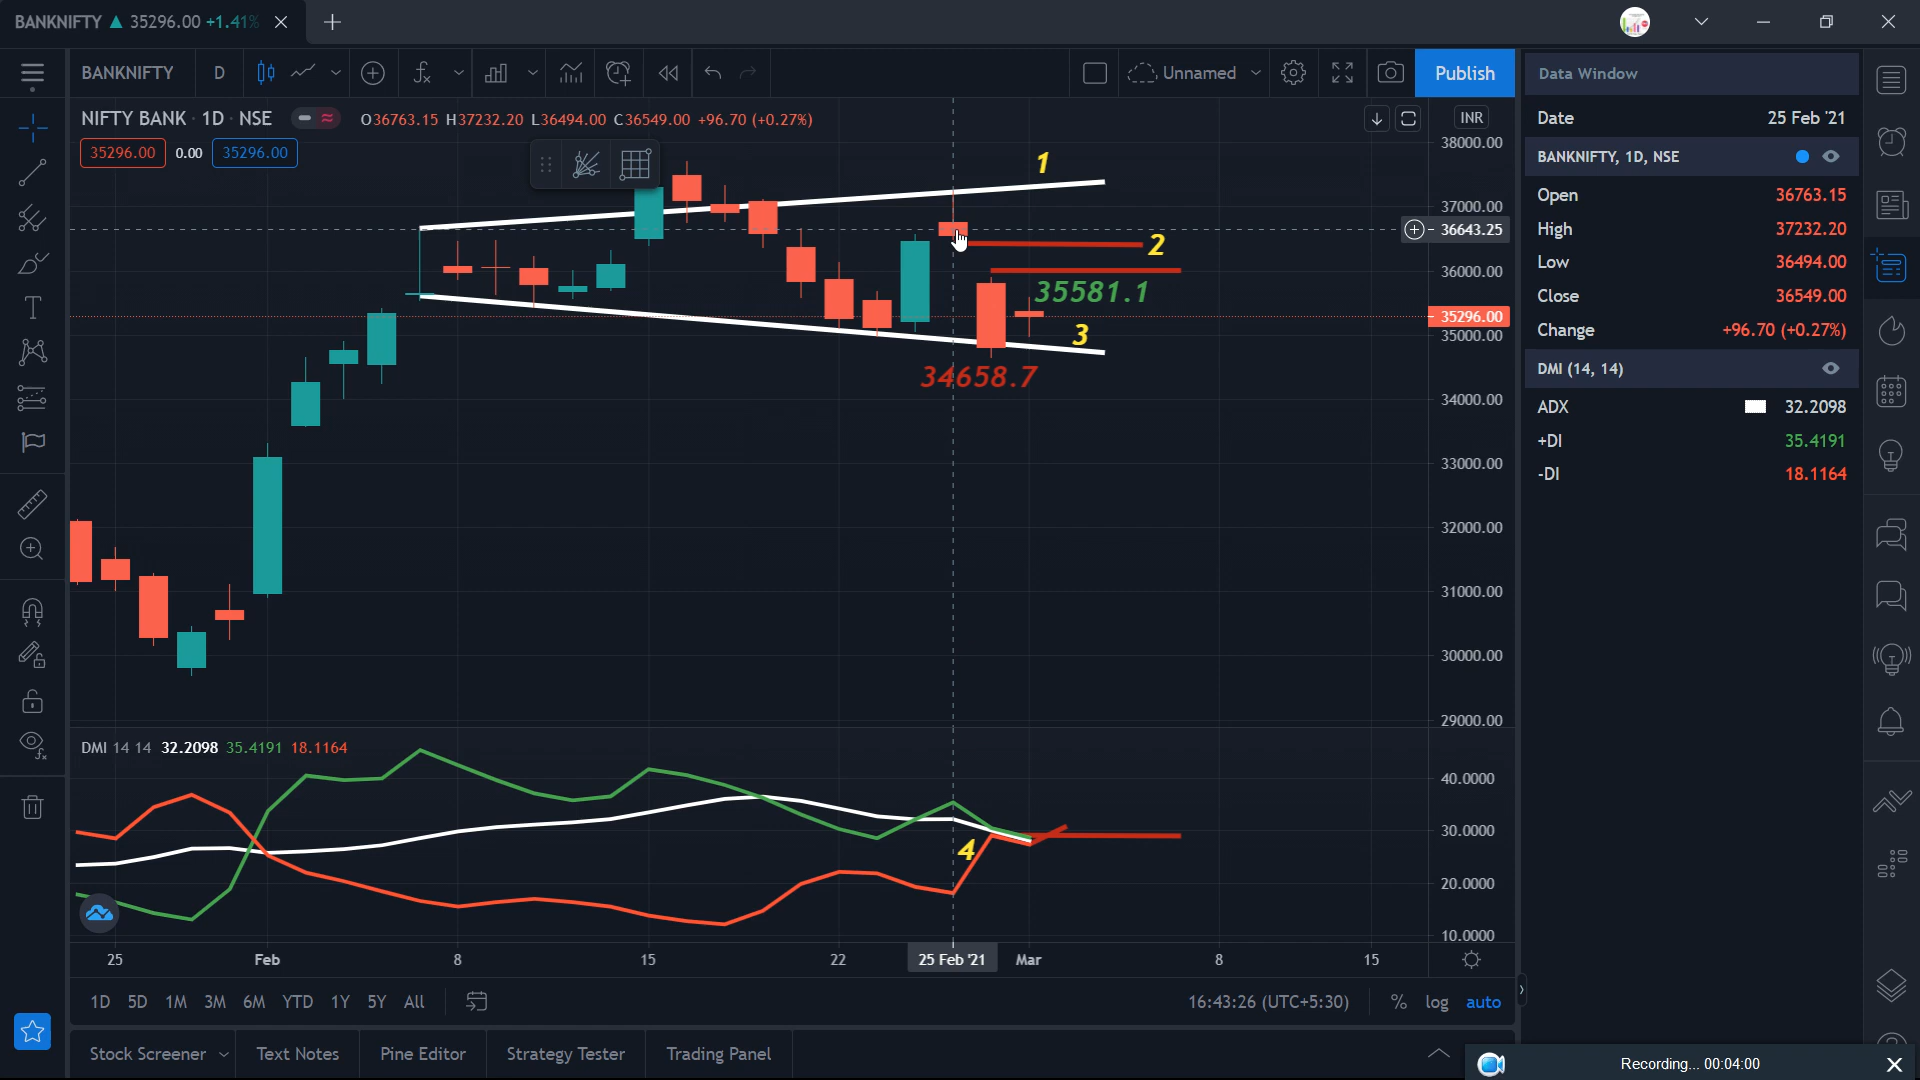 BANKNIFTY ▲ 35296.00 +1.41%
BANKNIFTY D Unnamed Publish
NIFTY BANK · 1D · NSE O36763.15 H37232.20 L36494.00 C36549.00 +96.70 (+0.27%) INR
35296.00 0.00 35296.00
38000.00
37000.00
36643.25
36000.00
35296.00
35000.00
34000.00
33000.00
32000.00
31000.00
30000.00
29000.00
1
2
35581.1
3
34658.7
DMI 14 14 32.2098 35.4191 18.1164
4
40.0000
30.0000
20.0000
10.0000
25 Feb 8 15 22 25 Feb '21 Mar 8 15
1D 5D 1M 3M 6M YTD 1Y 5Y All 16:43:26 (UTC+5:30) % log auto
Stock Screener Text Notes Pine Editor Strategy Tester Trading Panel
Data Window
Date 25 Feb '21
BANKNIFTY, 1D, NSE
Open 36763.15
High 37232.20
Low 36494.00
Close 36549.00
Change +96.70 (+0.27%)
DMI (14, 14)
ADX 32.2098
+DI 35.4191
-DI 18.1164
Recording... 00:04:00